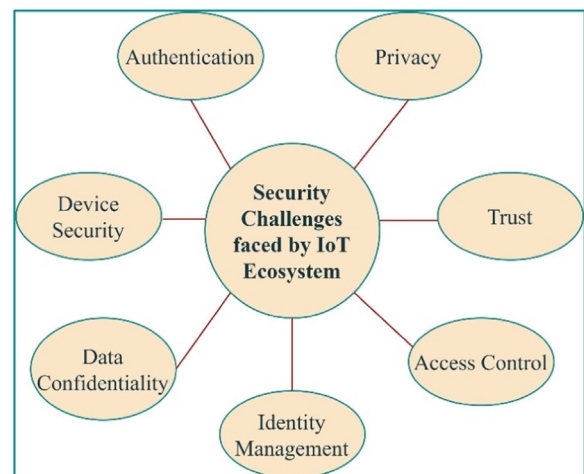 Authentication
Privacy
Security
Challenges
faced by IoT
Ecosystem
Device
Security
Trust
Data
Confidentiality
Access Control
Identity
Management